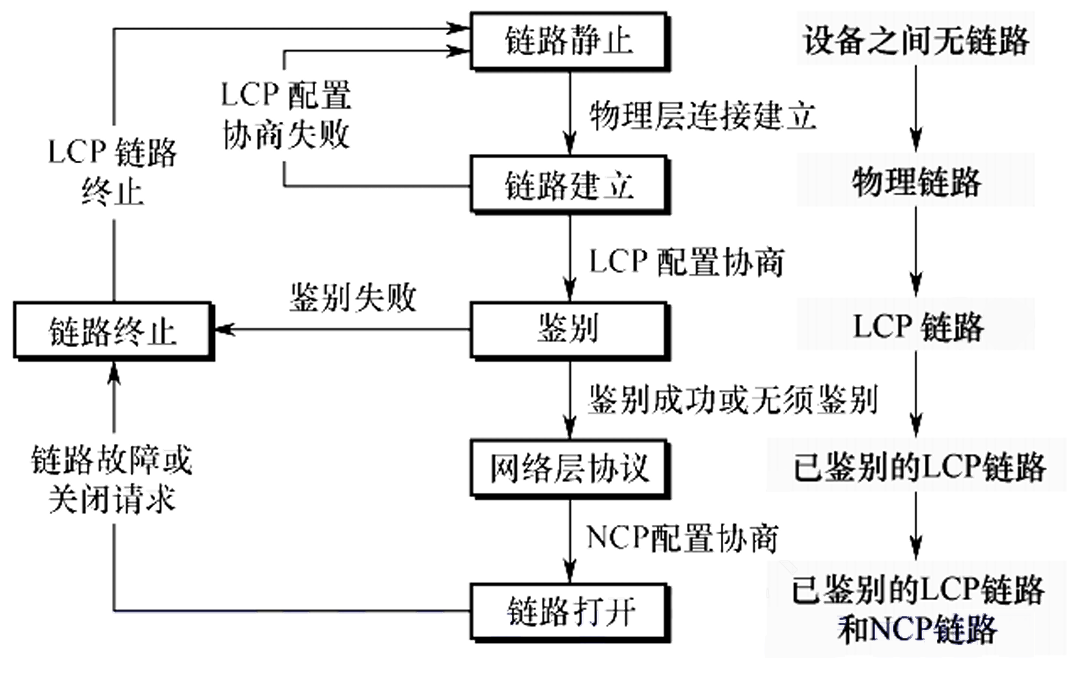 链路静止
设备之间无链路
LCP 配置
协商失败
物理层连接建立
LCP 链路
终止
链路建立
物理链路
LCP 配置协商
鉴别失败
链路终止
鉴别
LCP 链路
鉴别成功或无须鉴别
链路故障或
关闭请求
网络层协议
已鉴别的LCP链路
NCP配置协商
链路打开
已鉴别的LCP链路
和NCP链路